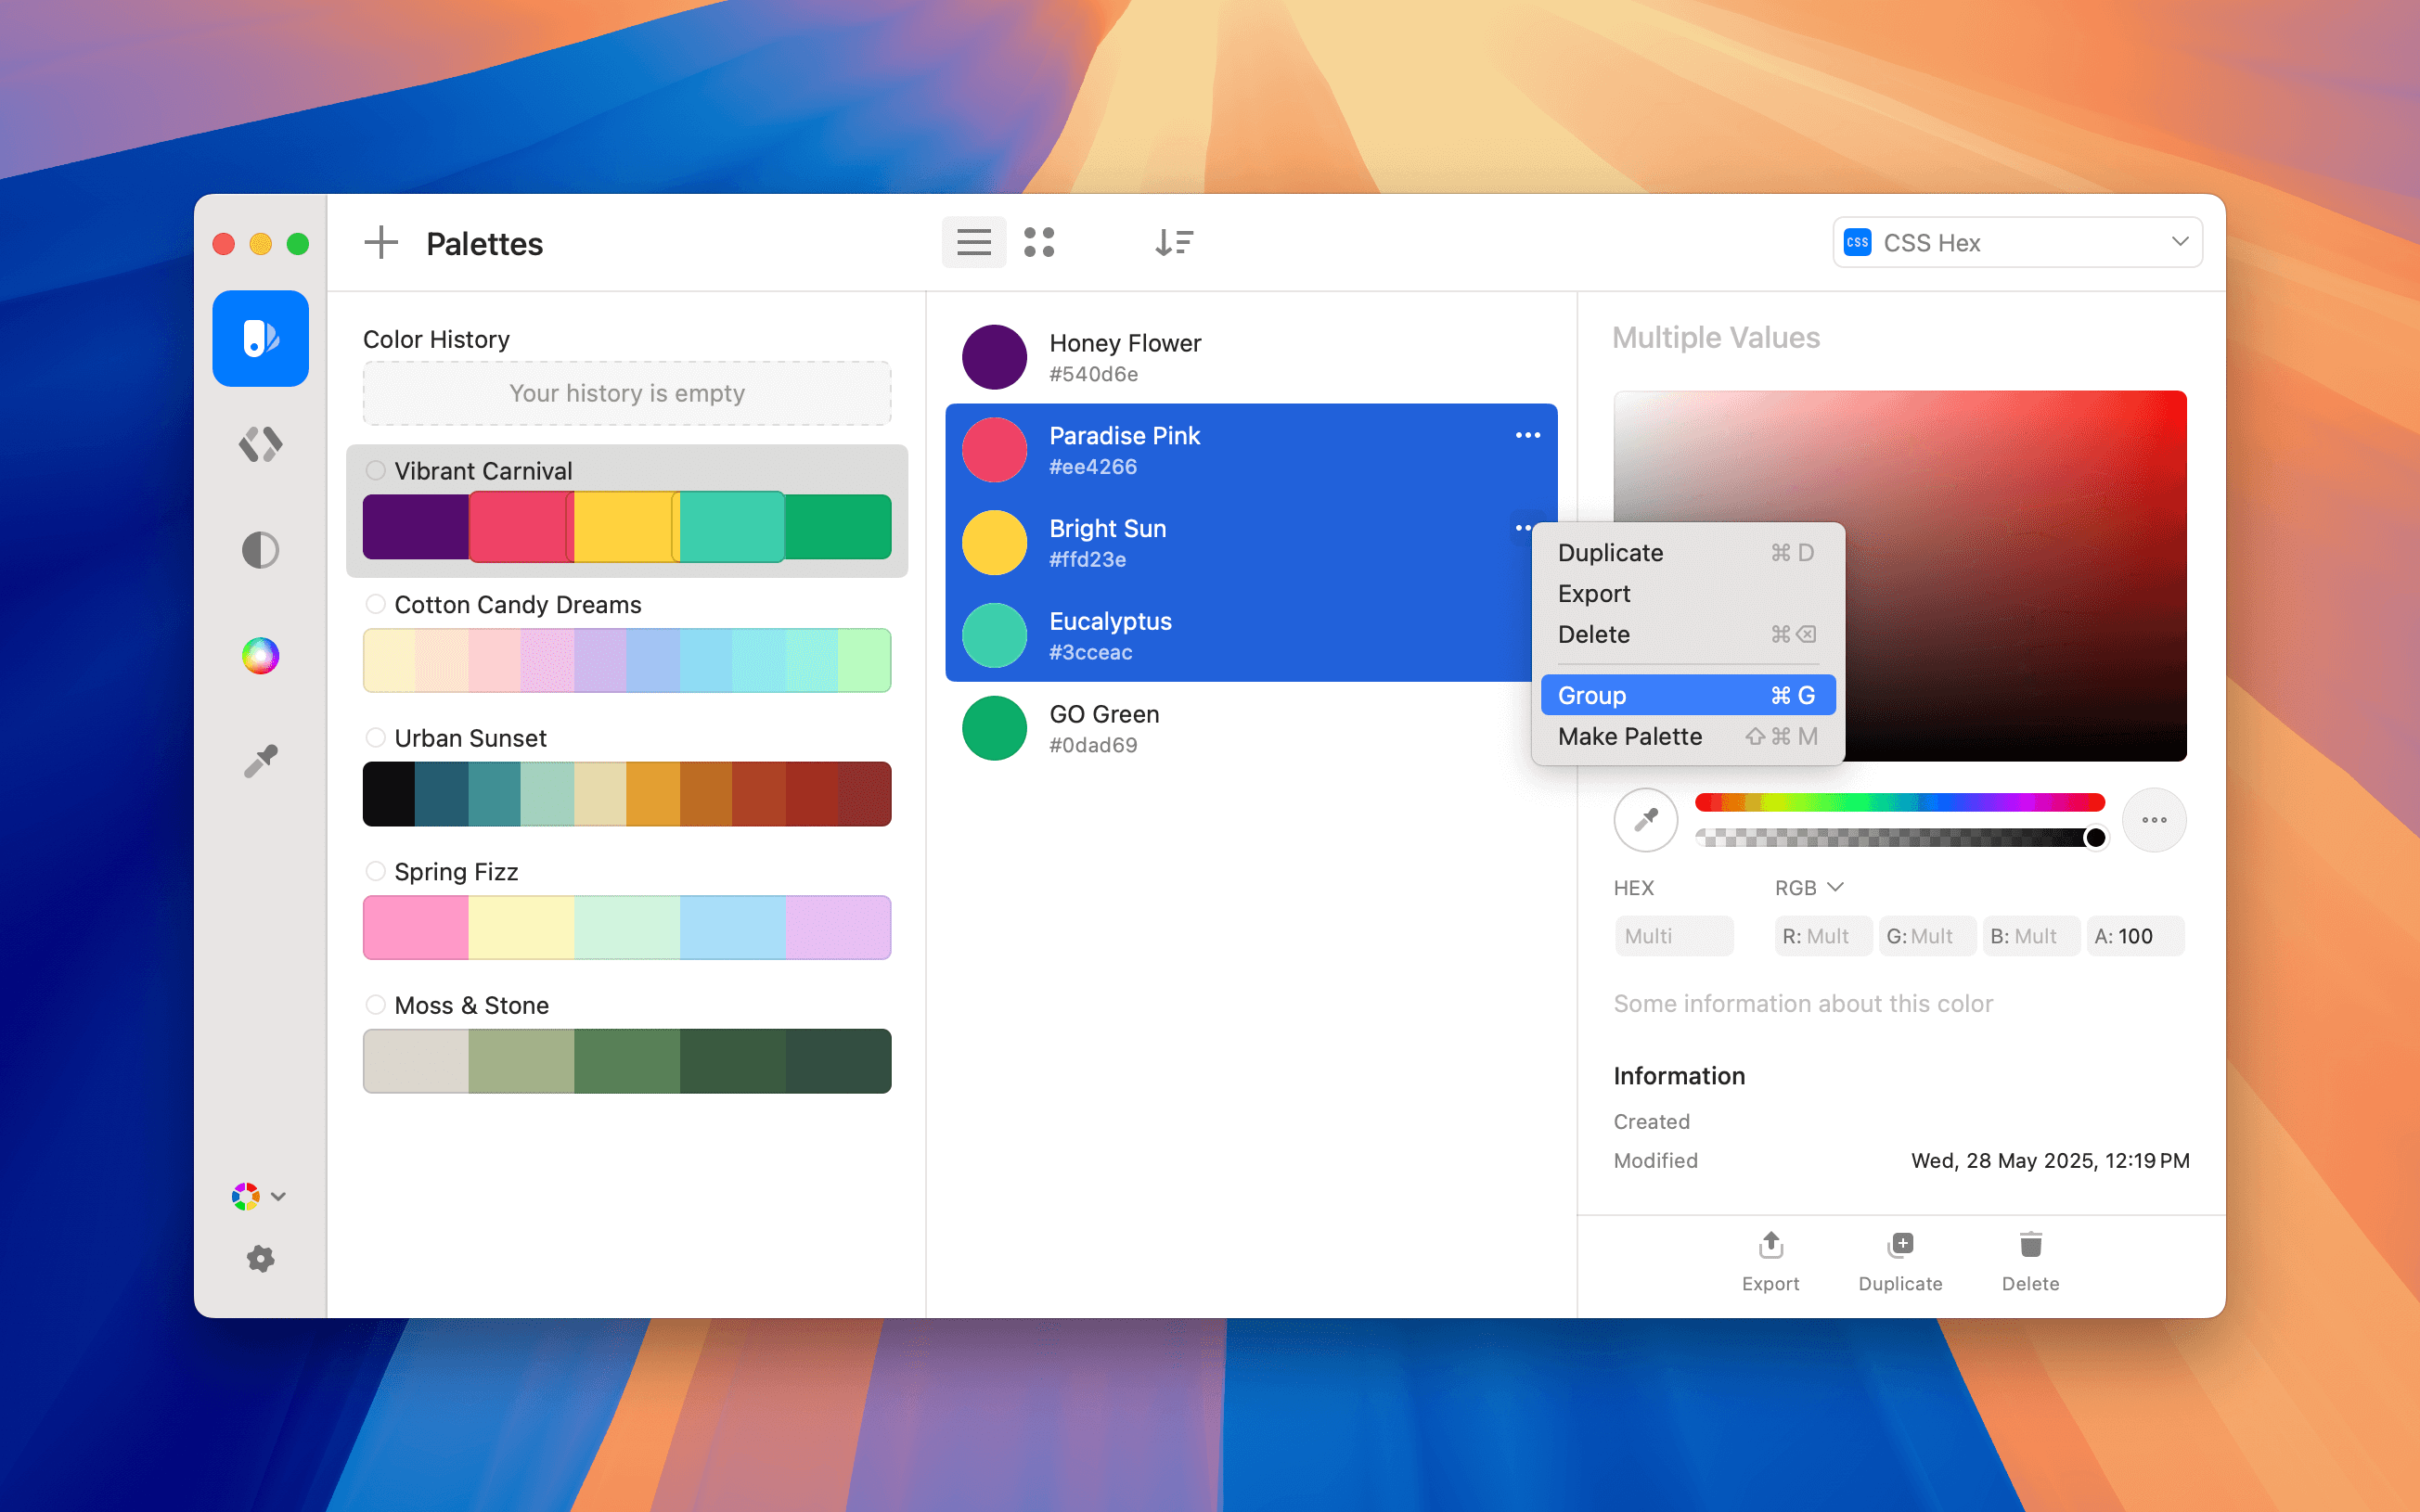 Palettes
CSS CSS Hex
Color History
Your history is empty
Vibrant Carnival
Cotton Candy Dreams
Urban Sunset
Spring Fizz
Moss & Stone
Honey Flower
#540d6e
Paradise Pink
#ee4266
Bright Sun
#ffd23e
Eucalyptus
#3cceac
GO Green
#0dad69
Duplicate ⌘ D
Export
Delete ⌘ ⌫
Group ⌘ G
Make Palette ⇧ ⌘ M
Multiple Values
HEX RGB
Multi R: Mult G: Mult B: Mult A: 100
Some information about this color
Information
Created
Modified Wed, 28 May 2025, 12:19 PM
Export Duplicate Delete